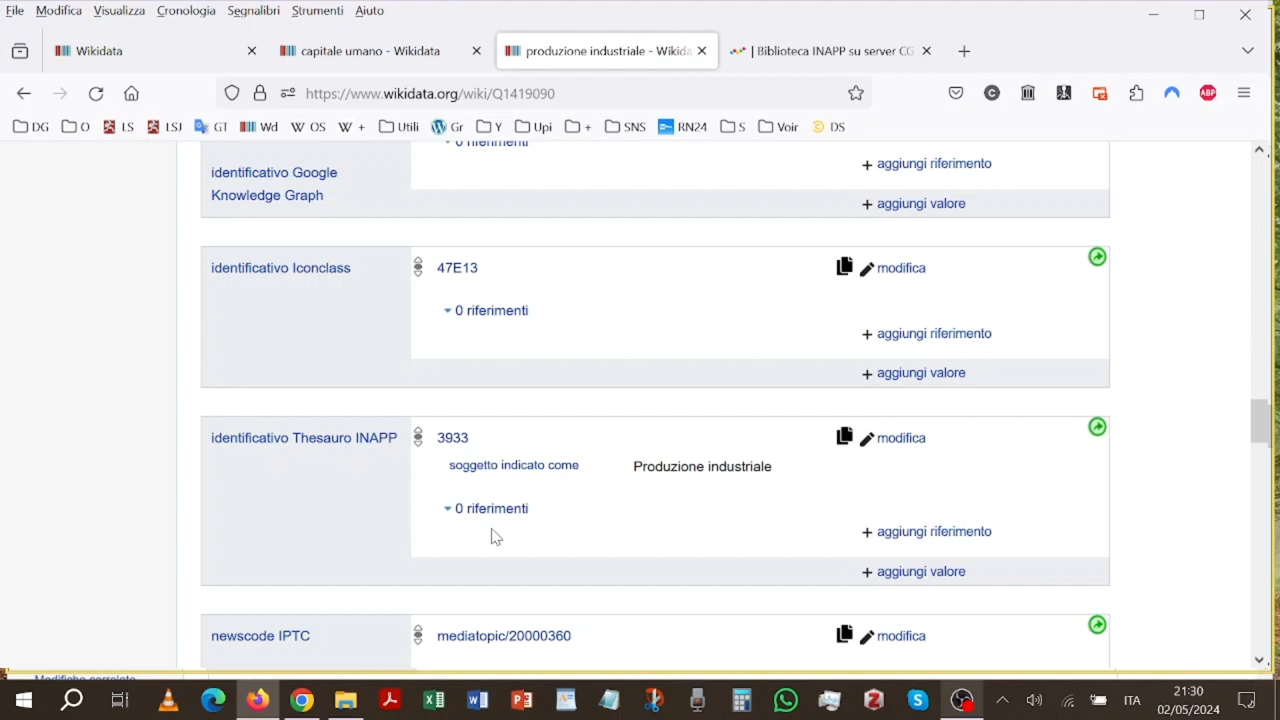 File Modifica Visualizza Cronologia Segnalibri Strumenti Aiuto
Wikidata capitale umano - Wikidata produzione industriale - Wikida | Biblioteca INAPP su server CG
https://www.wikidata.org/wiki/Q1419090
DG O LS LSJ GT Wd OS + Utili Gr Y Upi + SNS RN24 S Voir DS
0 riferimenti
identificativo Google
Knowledge Graph
+ aggiungi riferimento
+ aggiungi valore
identificativo Iconclass
47E13
modifica
0 riferimenti
+ aggiungi riferimento
+ aggiungi valore
identificativo Thesauro INAPP
3933
modifica
soggetto indicato come Produzione industriale
0 riferimenti
+ aggiungi riferimento
+ aggiungi valore
newscode IPTC
mediatopic/20000360
modifica
Modifiche correlate
ITA
21:30
02/05/2024